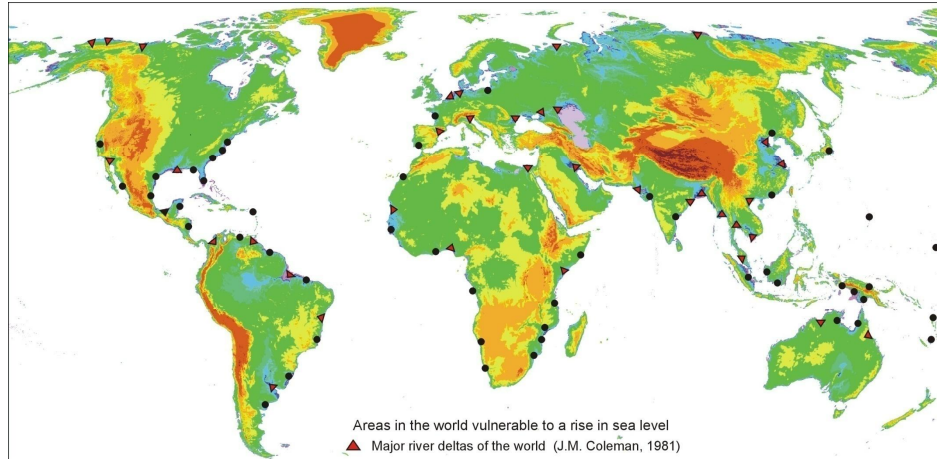 Areas in the world vulnerable to a rise in sea level
Major river deltas of the world (J.M. Coleman, 1981)